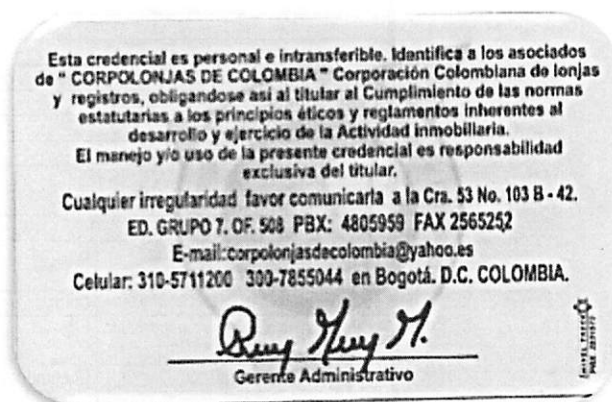 Esta credencial es personal e intransferible. Identifica a los asociados
de " CORPOLONJAS DE COLOMBIA " Corporación Colombiana de lonjas
y registros, obligandose asi al titular al Cumplimiento de las normas
estatutarias a los principios éticos y reglamentos inherentes al
desarrollo y ejercicio de la Actividad inmobiliaria.
El manejo y/o uso de la presente credencial es responsabilidad
exclusiva del titular.
Cualquier irregularidad favor comunicarla a la Cra. 53 No. 103 B - 42.
ED. GRUPO 7. OF. 508 PBX: 4805959 FAX 2565252
E-mail:corpolonjasdecolombia@yahoo.es
Celular: 310-5711200 300-7855044 en Bogotá. D.C. COLOMBIA.
Gerente Administrativo